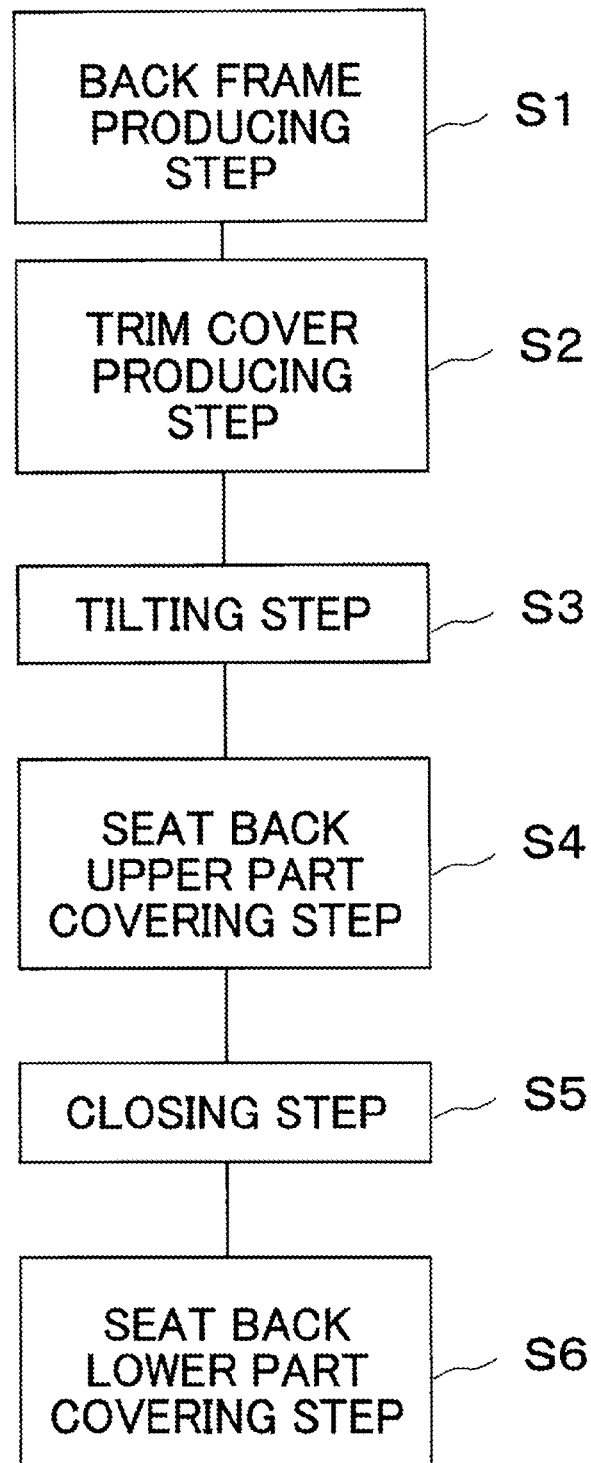 BACK FRAME
PRODUCING
STEP
S1
TRIM COVER
PRODUCING
STEP
S2
TILTING STEP
S3
SEAT BACK
UPPER PART
COVERING STEP
S4
CLOSING STEP
S5
SEAT BACK
LOWER PART
COVERING STEP
S6